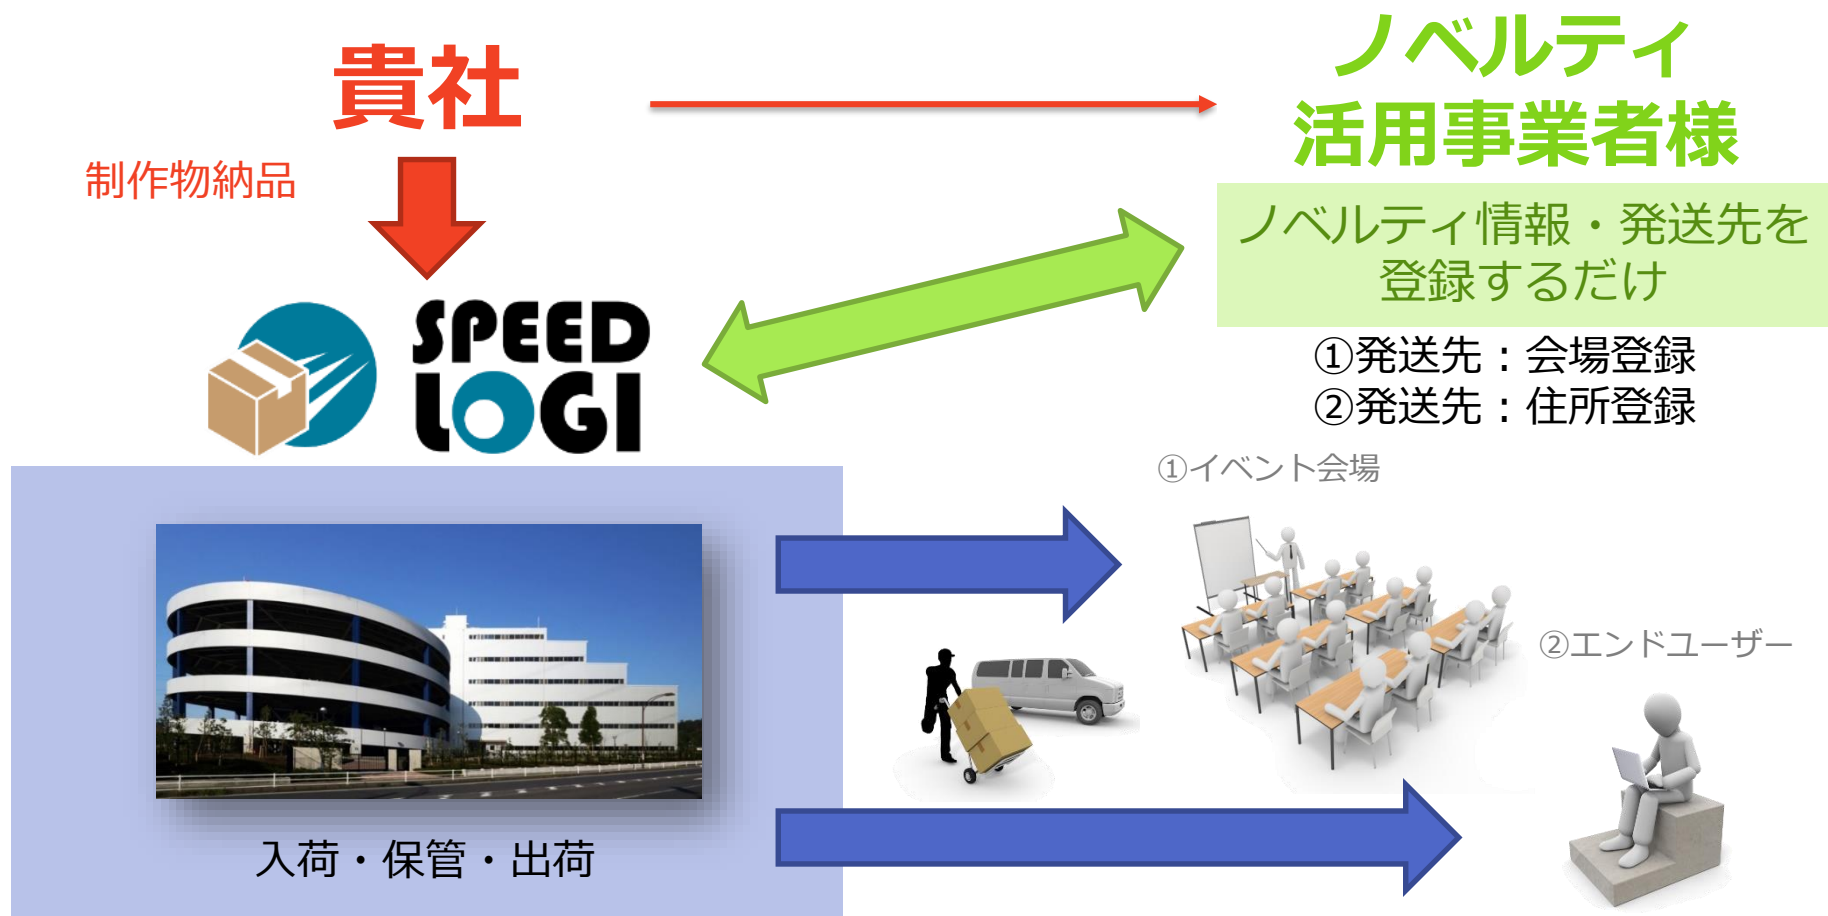 貴社
ノベルティ
活用事業者様
制作物納品
ノベルティ情報・発送先を
登録するだけ
SPEED
LOGI
①発送先：会場登録
②発送先：住所登録
①イベント会場
②エンドユーザー
入荷・保管・出荷